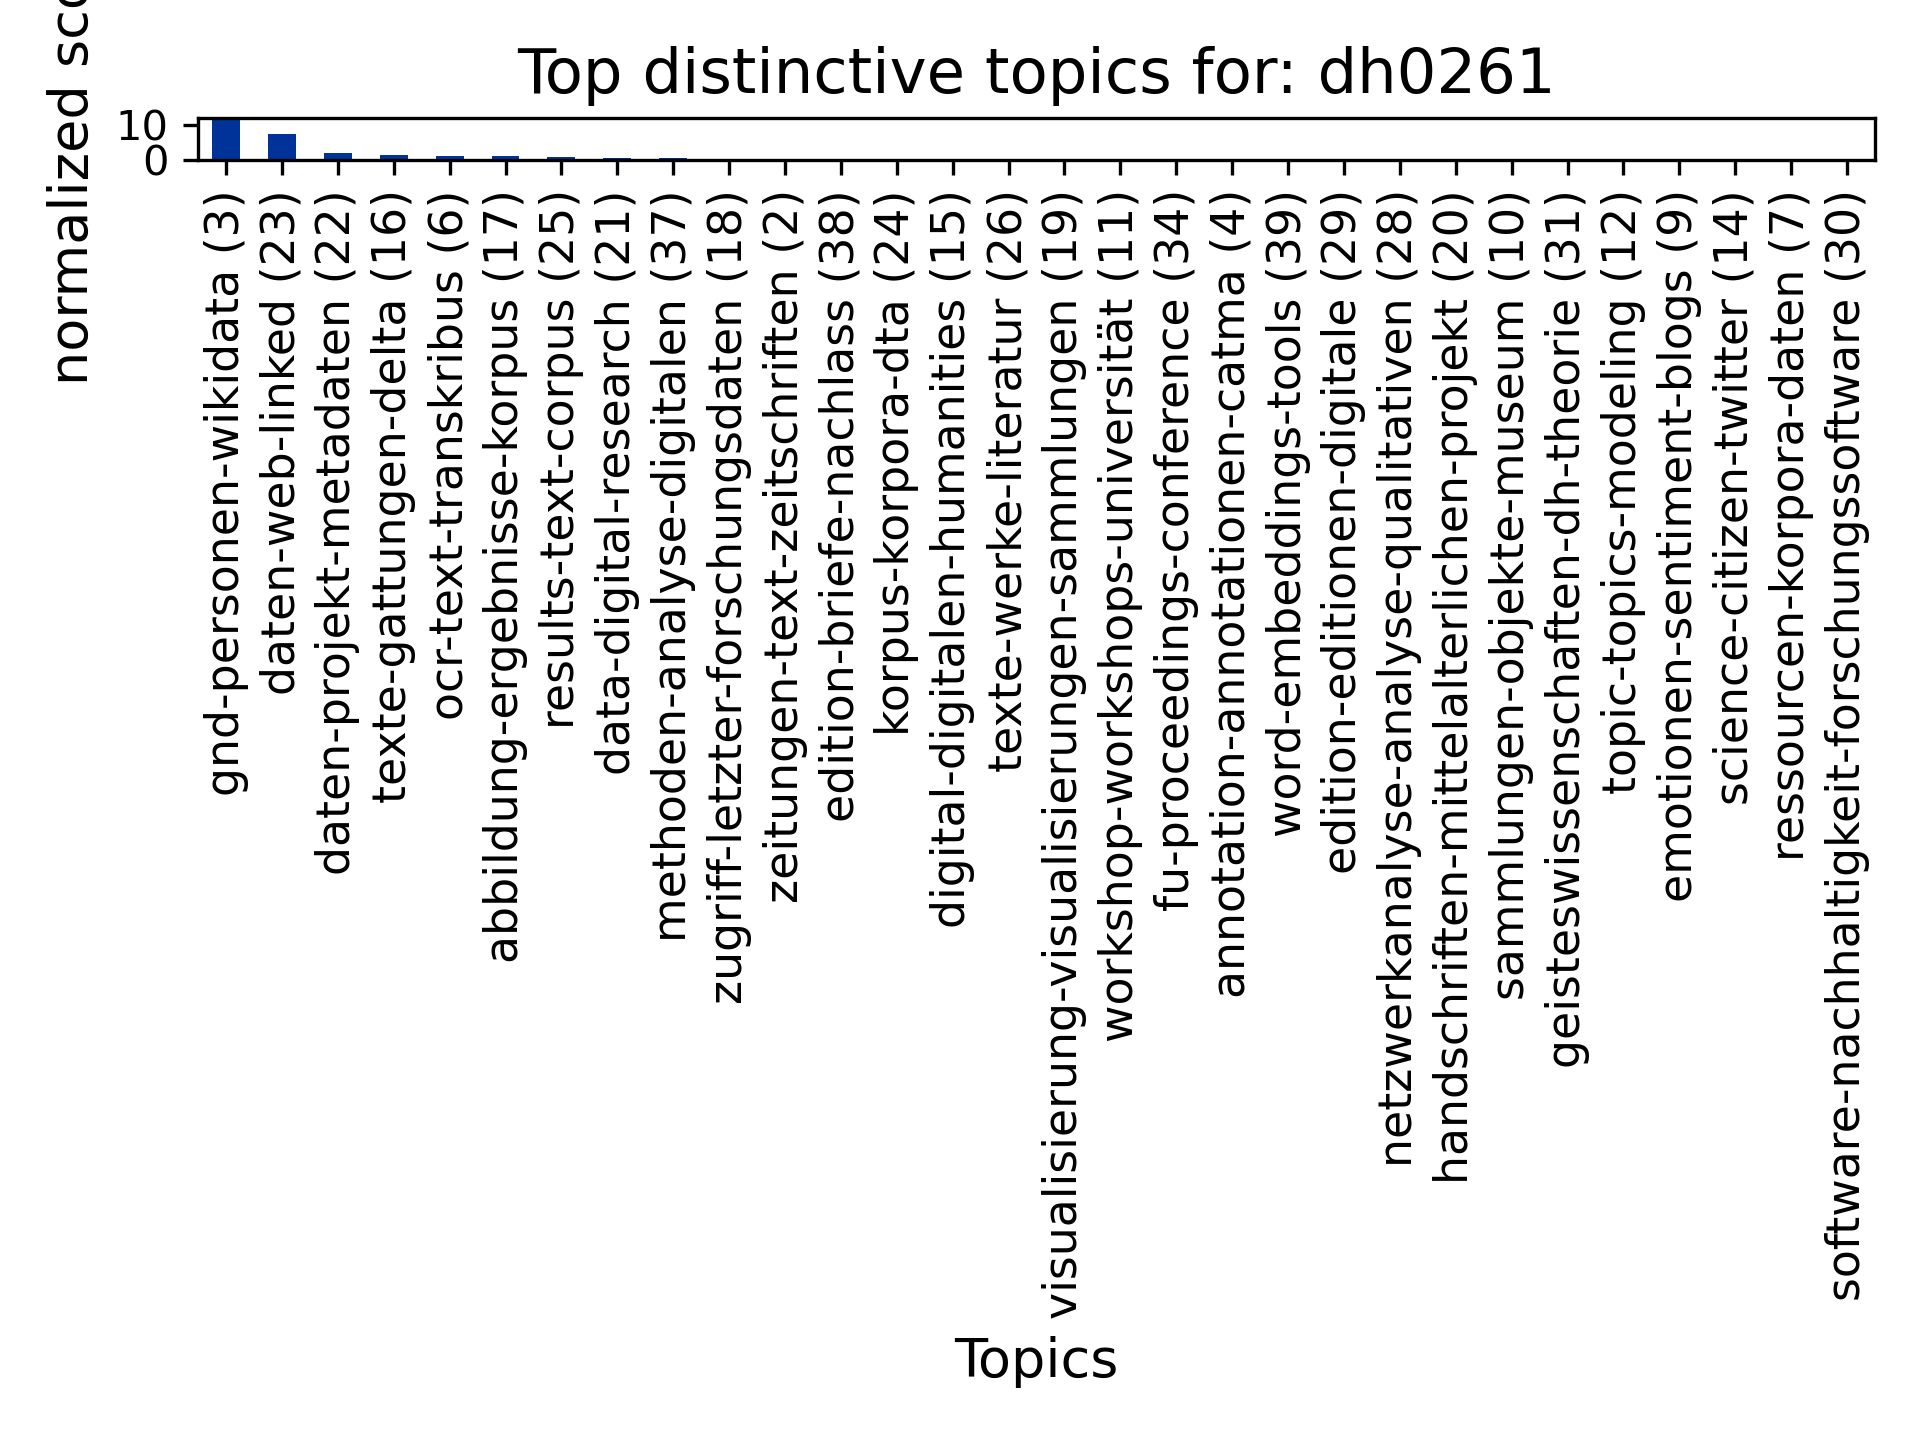 Top distinctive topics for: dh0261
normalized
10
0
gnd-personen-wikidata (3)
daten-web-linked (23)
daten-projekt-metadaten (22)
texte-gattungen-delta (16)
ocr-text-transkribus (6)
abbildung-ergebnisse-korpus (17)
results-text-corpus (25)
data-digital-research (21)
methoden-analyse-digitalen (37)
zugriff-letzter-forschungsdaten (18)
zeitungen-text-zeitschriften (2)
edition-briefe-nachlass (38)
korpus-korpora-dta (24)
digital-digitalen-humanities (15)
texte-werke-literatur (26)
visualisierung-visualisierungen-sammlungen (19)
workshop-workshops-universität (11)
fu-proceedings-conference (34)
annotation-annotationen-catma (4)
word-embeddings-tools (39)
edition-editionen-digitale (29)
netzwerkanalyse-analyse-qualitativen (28)
handschriften-mittelalterlichen-projekt (20)
sammlungen-objekte-museum (10)
geisteswissenschaften-dh-theorie (31)
topic-topics-modeling (12)
emotionen-sentiment-blogs (9)
science-citizen-twitter (14)
ressourcen-korpora-daten (7)
software-nachhaltigkeit-forschungssoftware (30)
Topics